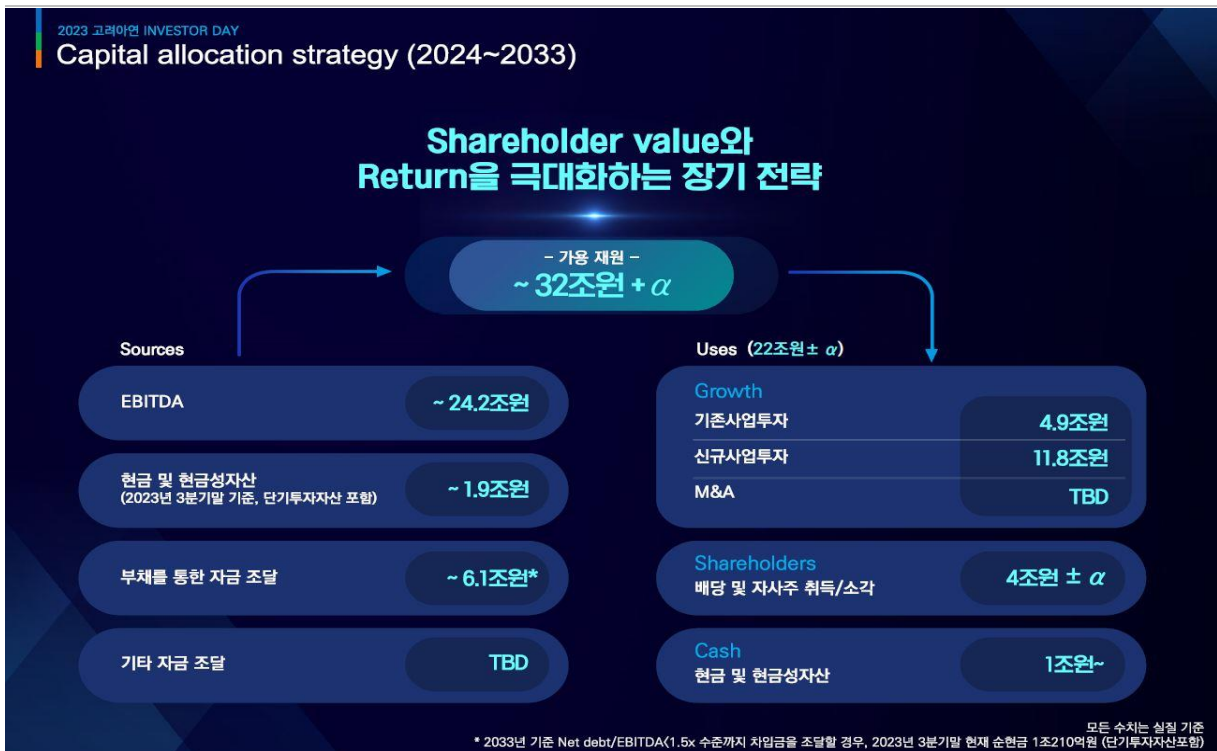 2023 고려아연 INVESTOR DAY
Capital allocation strategy (2024~2033)
Shareholder value와
Return을 극대화하는 장기 전략
– 가용 재원 –
~ 32조원 + α
Sources
EBITDA
~ 24.2조원
현금 및 현금성자산
(2023년 3분기말 기준, 단기투자자산 포함)
~ 1.9조원
부채를 통한 자금 조달
~ 6.1조원*
기타 자금 조달
TBD
Uses (22조원± α)
Growth
기존사업투자
4.9조원
신규사업투자
11.8조원
M&A
TBD
Shareholders
배당 및 자사주 취득/소각
4조원 ± α
Cash
현금 및 현금성자산
1조원~
모든 수치는 실질 기준
* 2033년 기준 Net debt/EBITDA<1.5x 수준까지 차입금을 조달할 경우, 2023년 3분기말 현재 순현금 1조210억원 (단기투자자산포함)